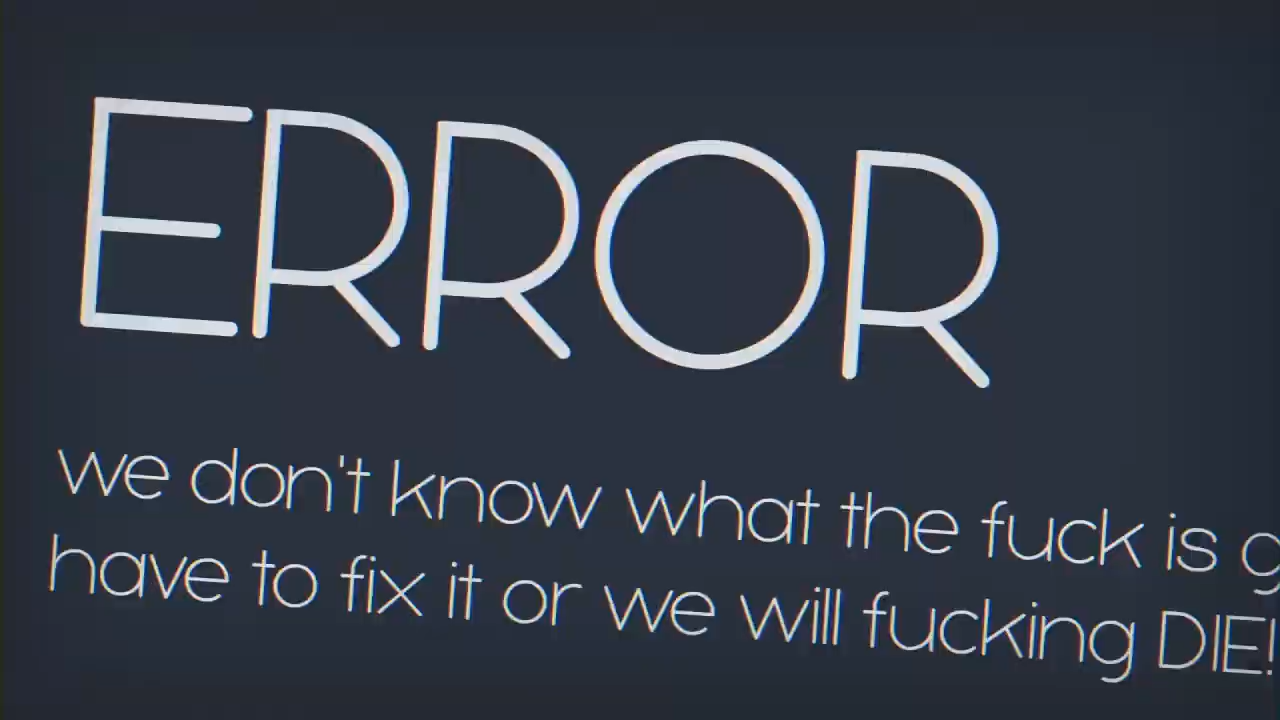 ERROR
we don't know what the fuck is g
have to fix it or we will fucking DIE!